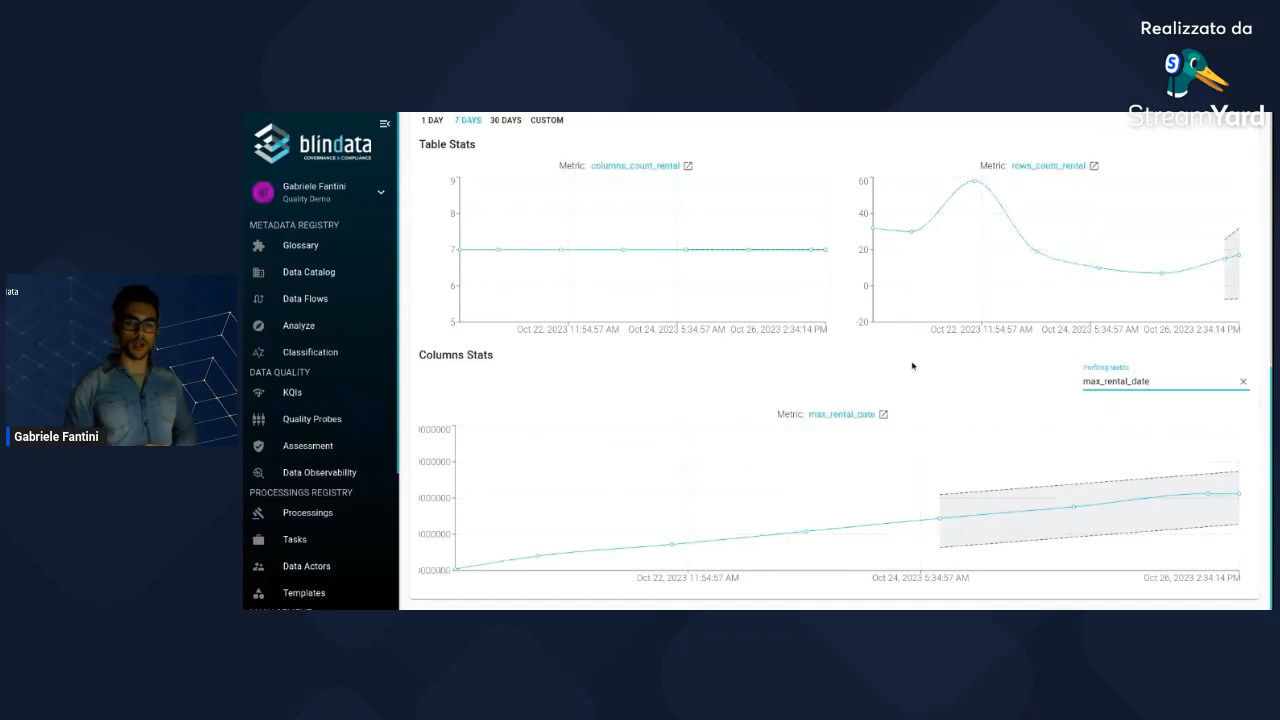 Realizzato da
StreamYard
blindata
GOVERNANCE & COMPLIANCE
Gabriele Fantini
Quality Demo
METADATA REGISTRY
Glossary
Data Catalog
Data Flows
Analyze
Classification
DATA QUALITY
KQIs
Quality Probes
Assessment
Data Observability
PROCESSINGS REGISTRY
Processings
Tasks
Data Actors
Templates
1 DAY 7 DAYS 30 DAYS CUSTOM
Table Stats
Metric: columns_count_rental
9
8
7
6
5
Oct 22, 2023 11:54:57 AM Oct 24, 2023 5:34:57 AM Oct 26, 2023 2:34:14 PM
Metric: rows_count_rental
60
40
20
0
-20
Oct 22, 2023 11:54:57 AM Oct 24, 2023 5:34:57 AM Oct 26, 2023 2:34:14 PM
Columns Stats
Profiling Metric
max_rental_date
Metric: max_rental_date
0000000
0000000
0000000
0000000
0000000
Oct 22, 2023 11:54:57 AM Oct 24, 2023 5:34:57 AM Oct 26, 2023 2:34:14 PM
data
Gabriele Fantini